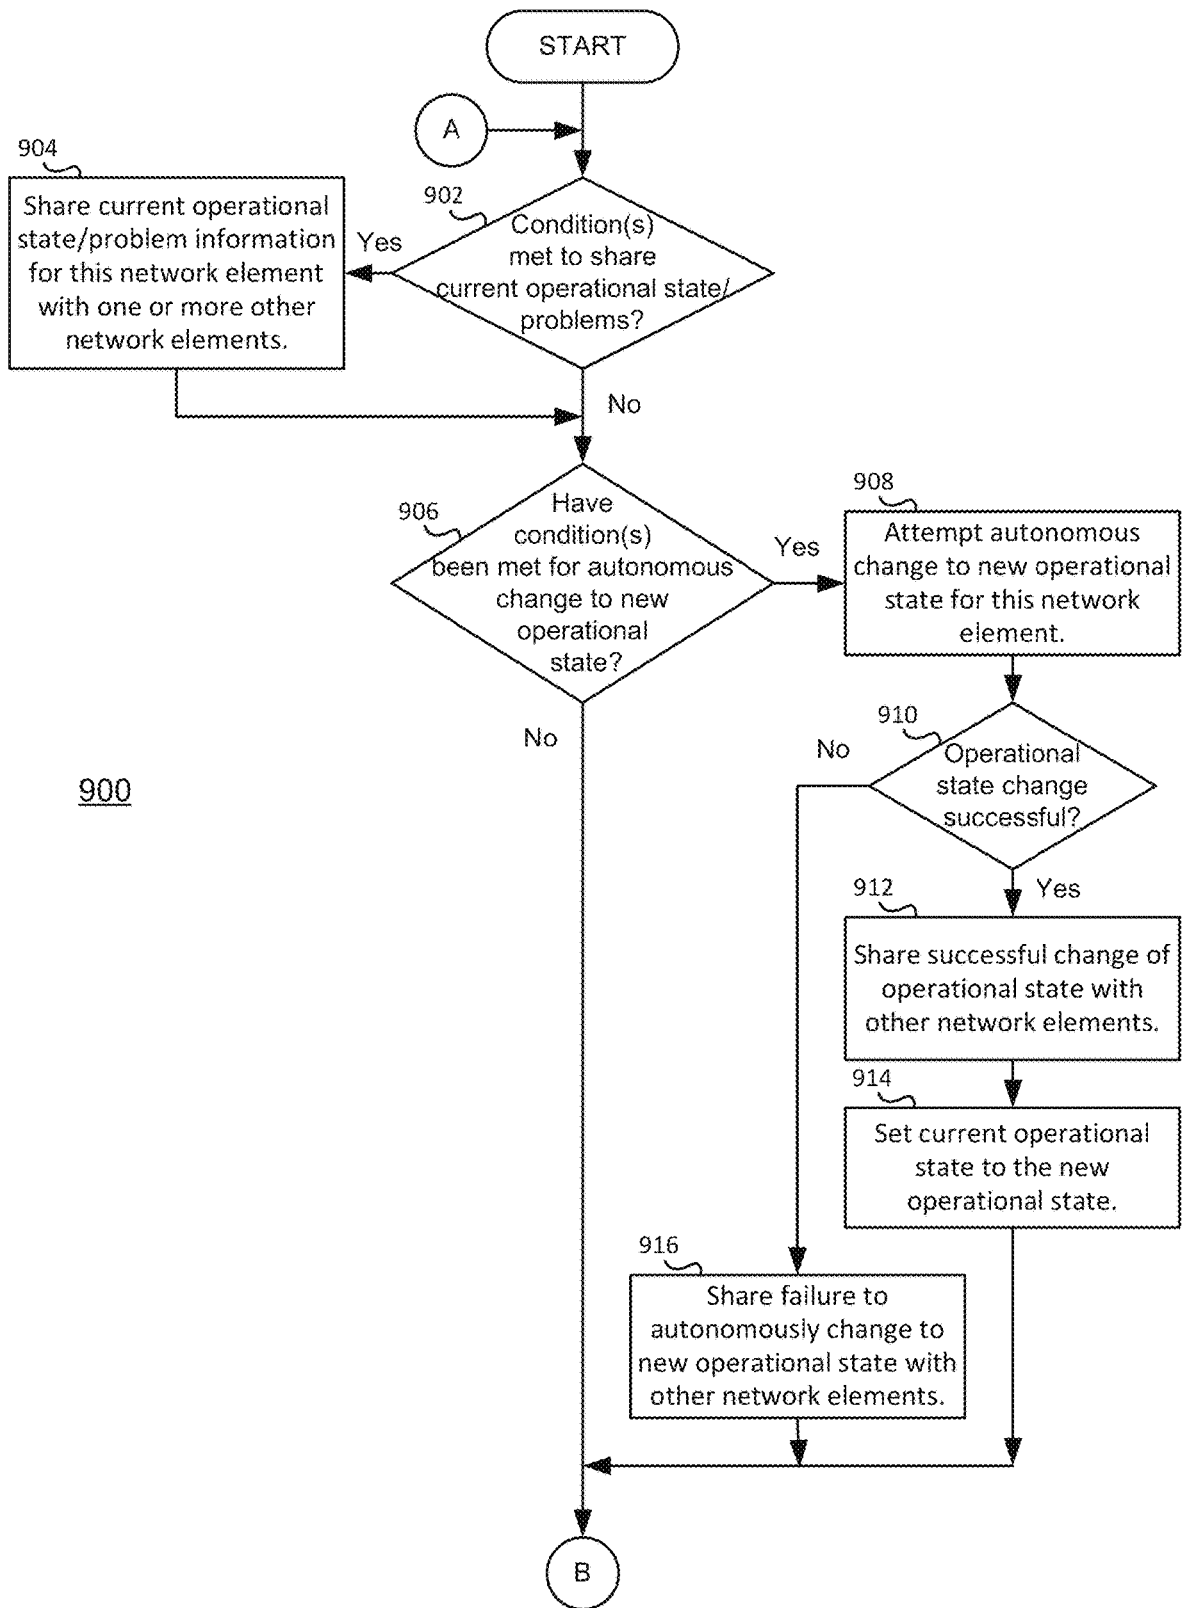 START
A
904
Share current operational
state/problem information
for this network element
with one or more other
network elements.
Yes
902
Condition(s)
met to share
current operational state/
problems?
No
906
Have
condition(s)
been met for autonomous
change to new
operational
state?
Yes
908
Attempt autonomous
change to new operational
state for this network
element.
No
910
Operational
state change
successful?
No
Yes
900
912
Share successful change of
operational state with
other network elements.
914
Set current operational
state to the new
operational state.
916
Share failure to
autonomously change to
new operational state with
other network elements.
B